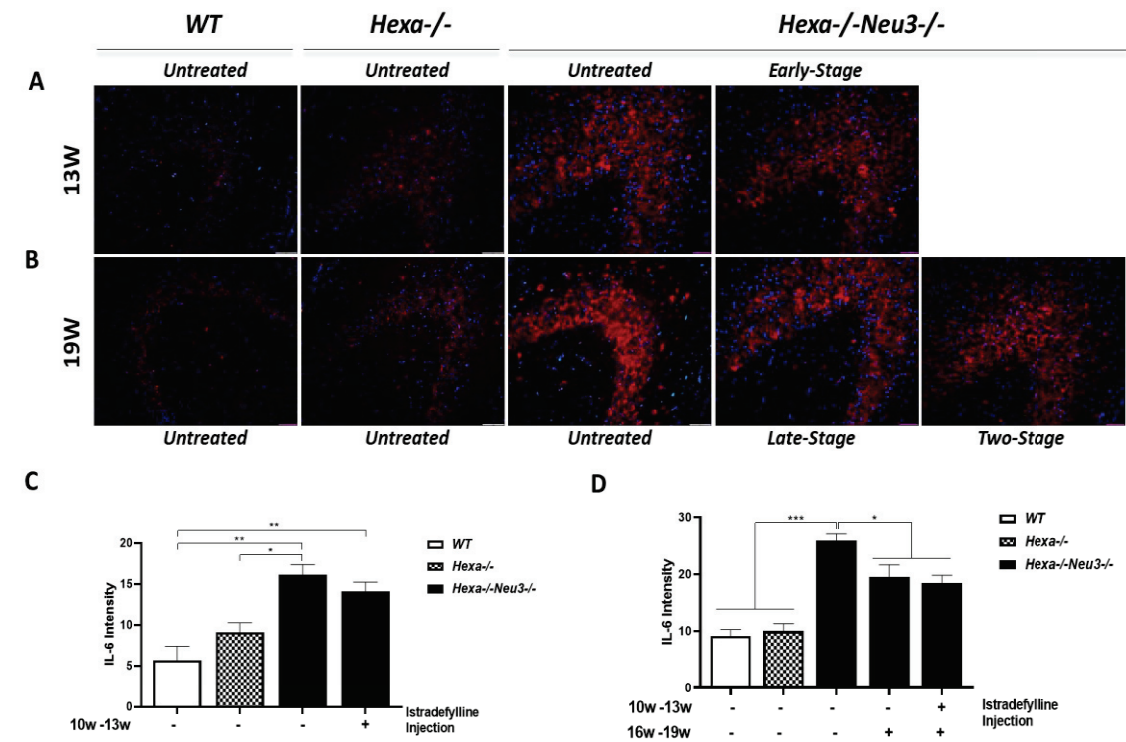 WT Hexa-/- Hexa-/-Neu3-/-
Untreated Untreated Untreated Early-Stage
A
13W
B
19W
Untreated Untreated Untreated Late-Stage Two-Stage
C
** 
**
*
IL-6 Intensity
20
15
10
5
0
WT
Hexa-/-
Hexa-/-Neu3-/-
10w -13w - - - + Istradefylline
Injection
D
*** *
IL-6 Intensity
30
20
10
0
WT
Hexa-/-
Hexa-/-Neu3-/-
10w -13w - - - - + Istradefylline
16w -19w - - - + + Injection